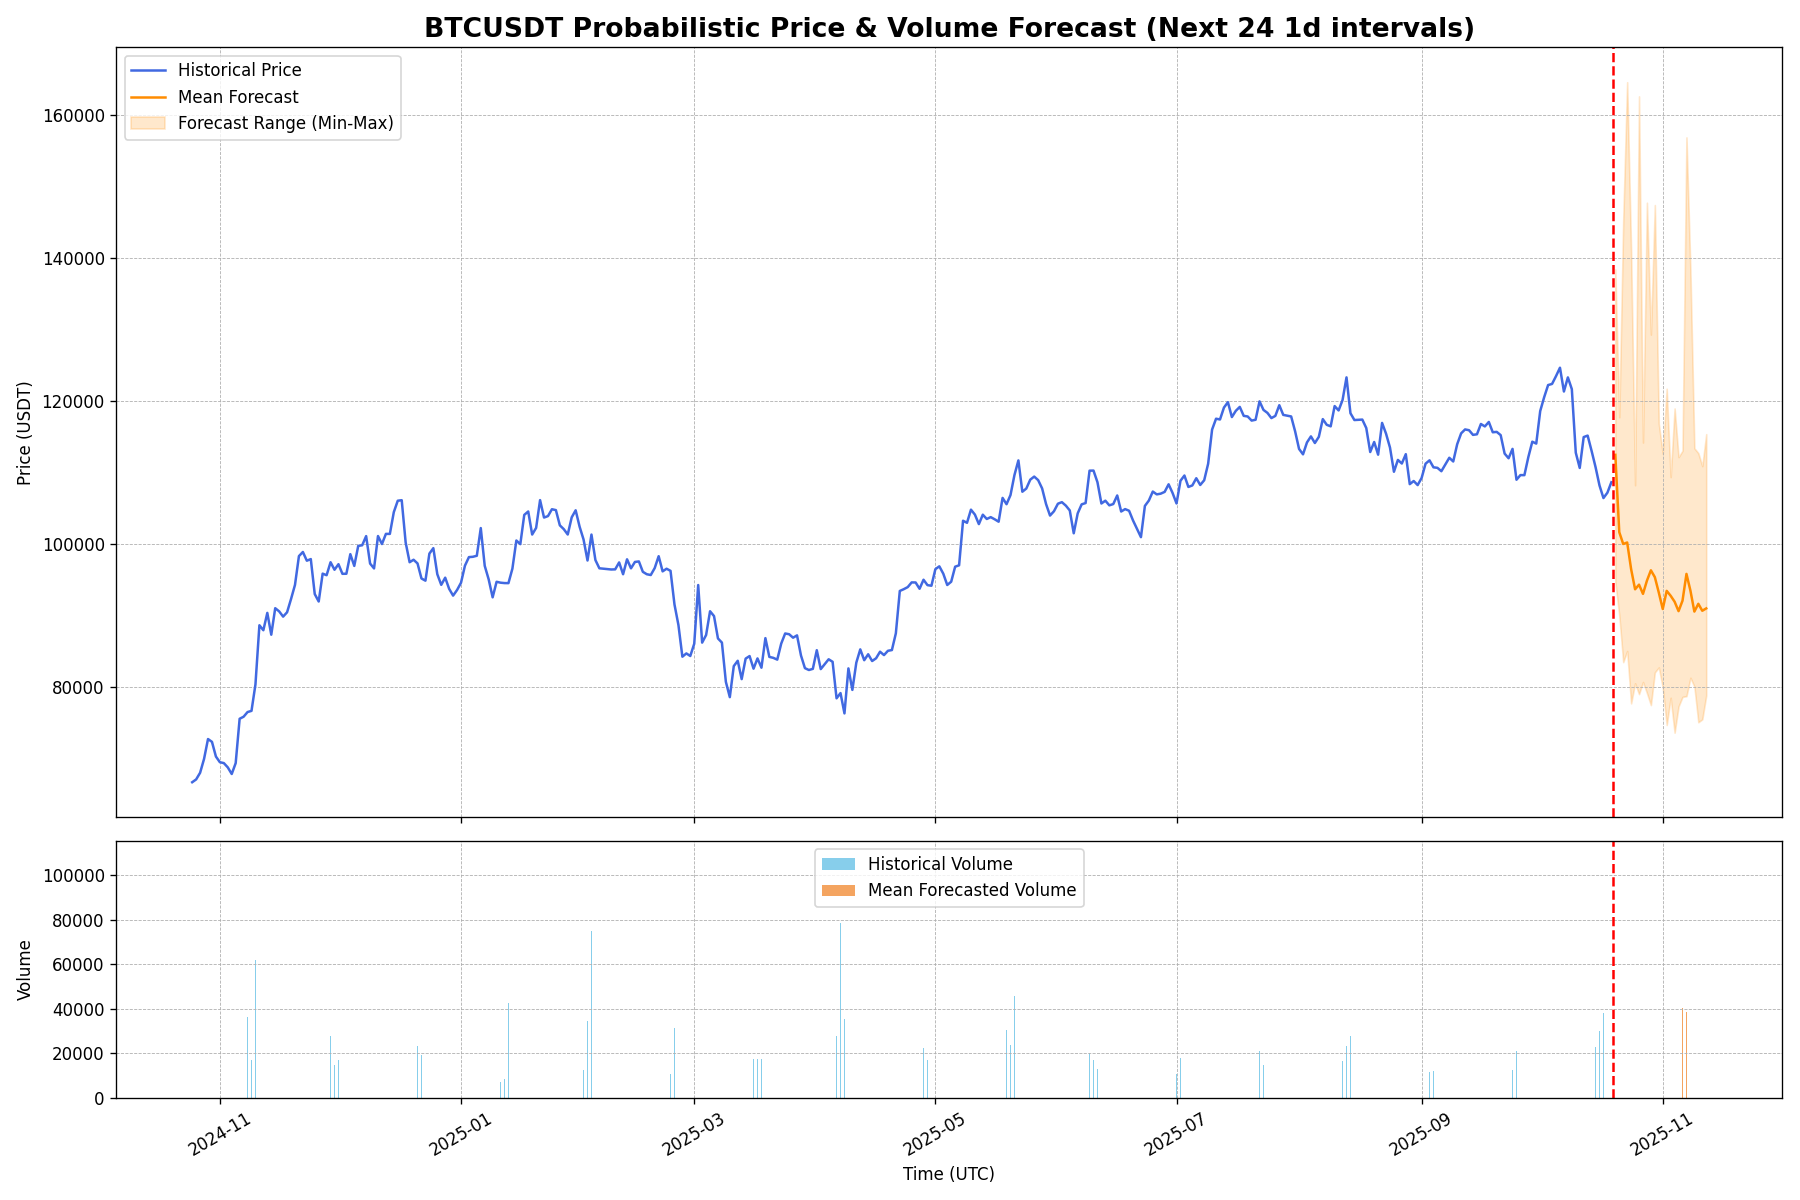 BTCUSDT Probabilistic Price & Volume Forecast (Next 24 1d intervals)
Historical Price
Mean Forecast
Forecast Range (Min-Max)
160000
140000
120000
100000
80000
Price (USDT)
Historical Volume
Mean Forecasted Volume
100000
80000
60000
40000
20000
0
Volume
2024-11
2025-01
2025-03
2025-05
2025-07
2025-09
2025-11
Time (UTC)